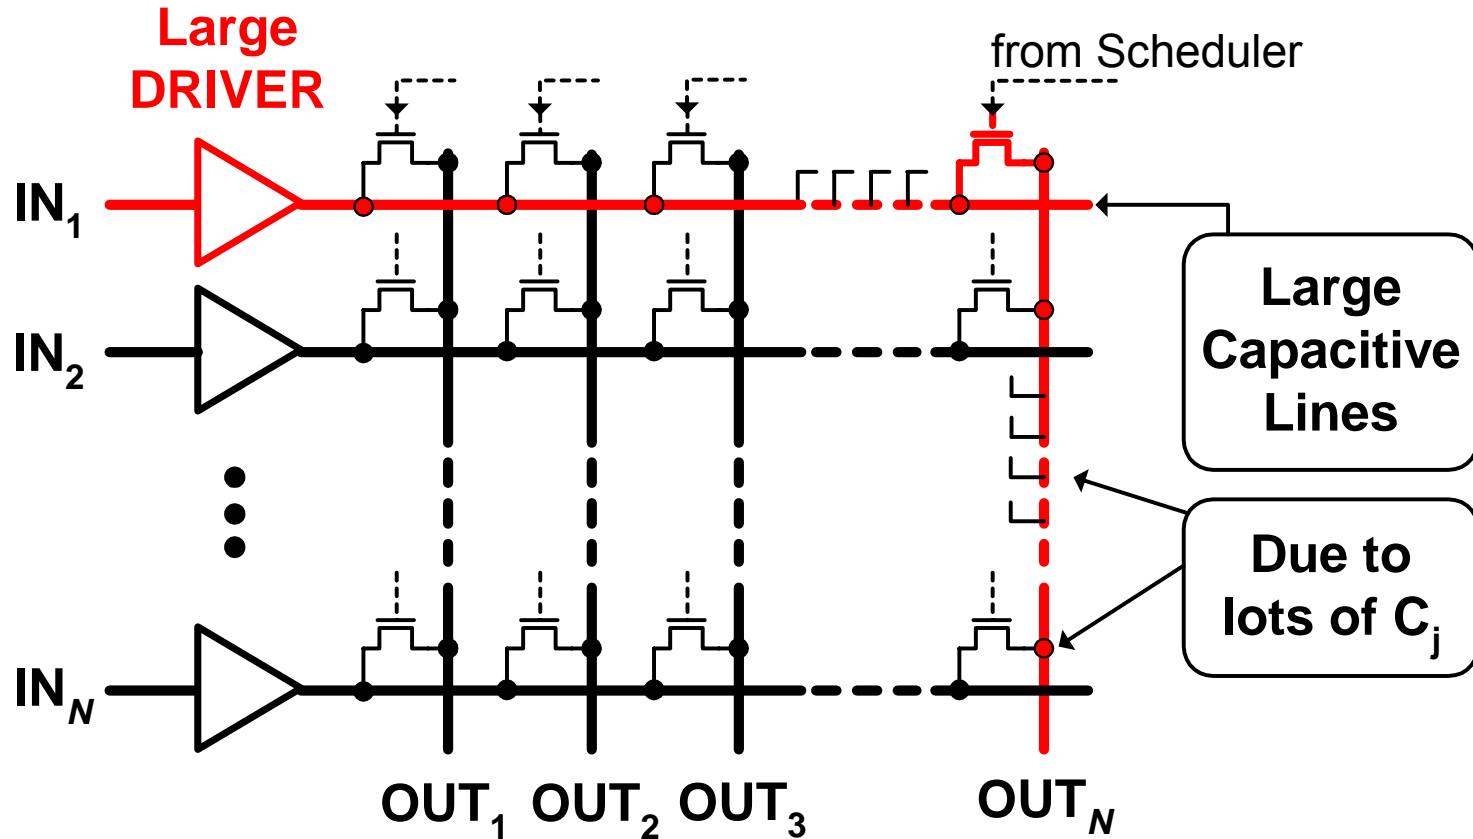 Large
DRIVER
from Scheduler
IN1
IN2
INN
Large
Capacitive
Lines
Due to
lots of Cj
OUT1 OUT2 OUT3 OUTN